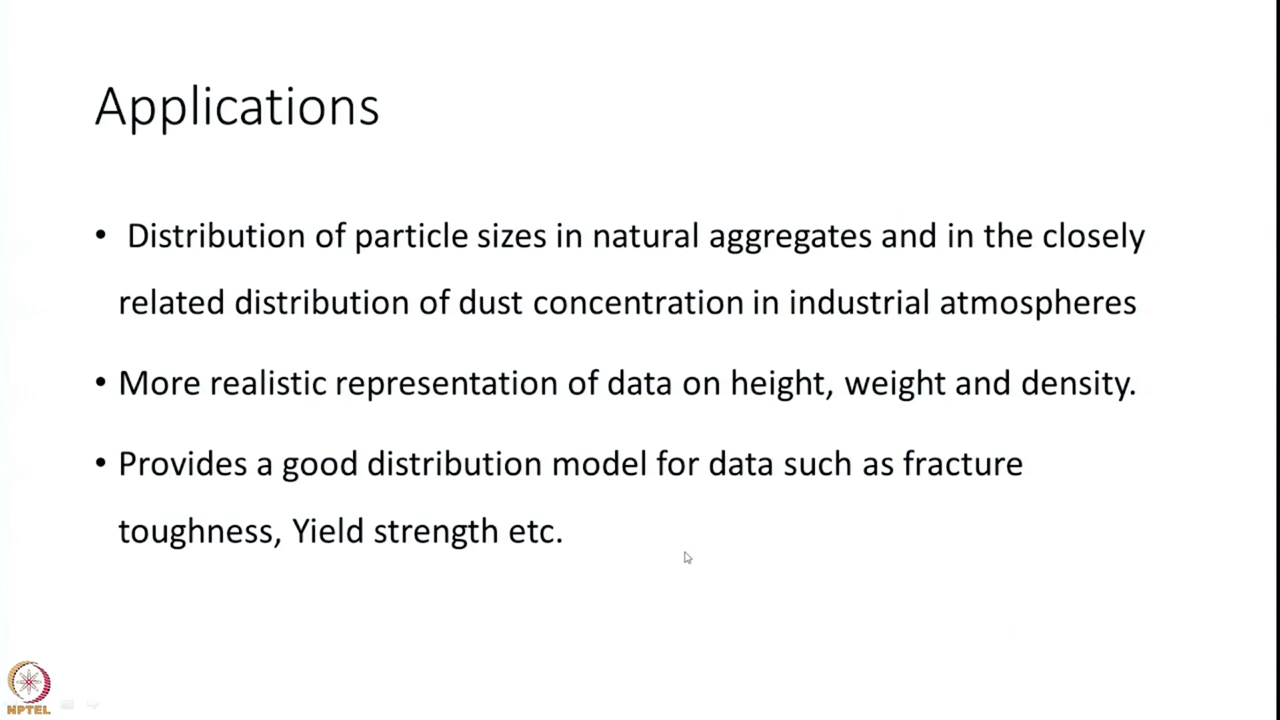 Applications
• Distribution of particle sizes in natural aggregates and in the closely
related distribution of dust concentration in industrial atmospheres
• More realistic representation of data on height, weight and density.
• Provides a good distribution model for data such as fracture
toughness, Yield strength etc.
NPTEL